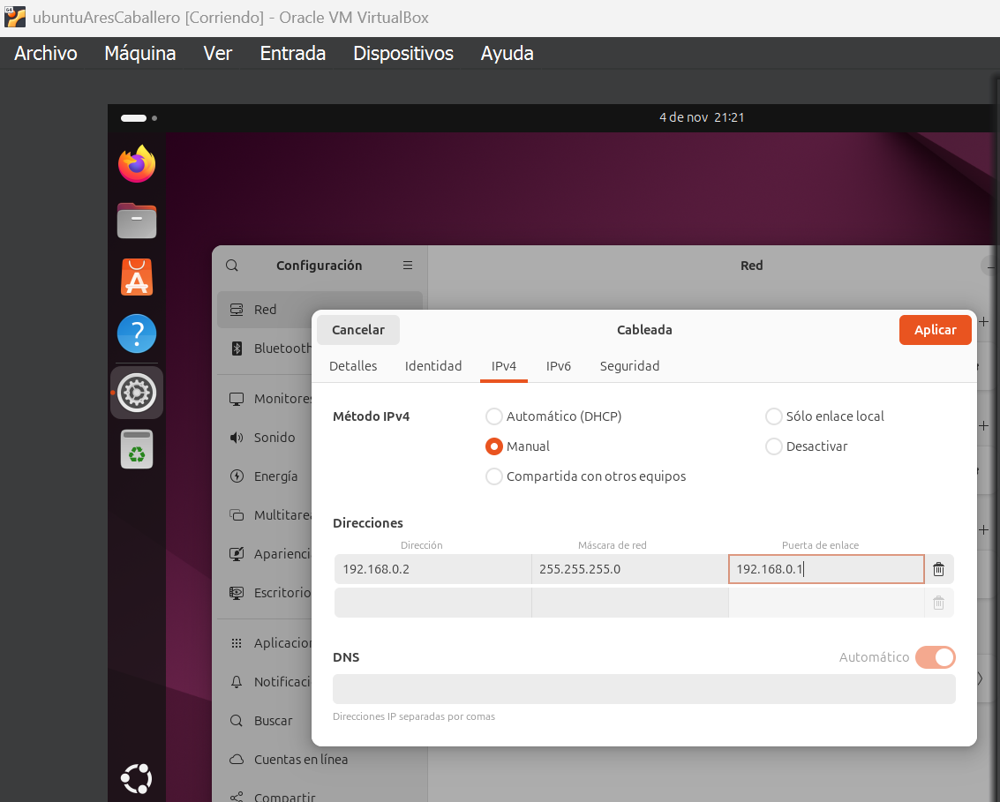 ubuntuAresCaballero [Corriendo] - Oracle VM VirtualBox
Archivo Máquina Ver Entrada Dispositivos Ayuda
4 de nov 21:21
Configuración
Red
Red
Bluetooth
Monitores
Sonido
Energía
Multitarea
Aparienci
Escritorio
Aplicacion
Notificaci
Buscar
Cuentas en línea
Compartir
Cancelar
Cableada
Aplicar
Detalles Identidad IPv4 IPv6 Seguridad
Método IPv4
Automático (DHCP)
Sólo enlace local
Manual
Desactivar
Compartida con otros equipos
Direcciones
Dirección Máscara de red Puerta de enlace
192.168.0.2 255.255.255.0 192.168.0.1
DNS
Automático
Direcciones IP separadas por comas